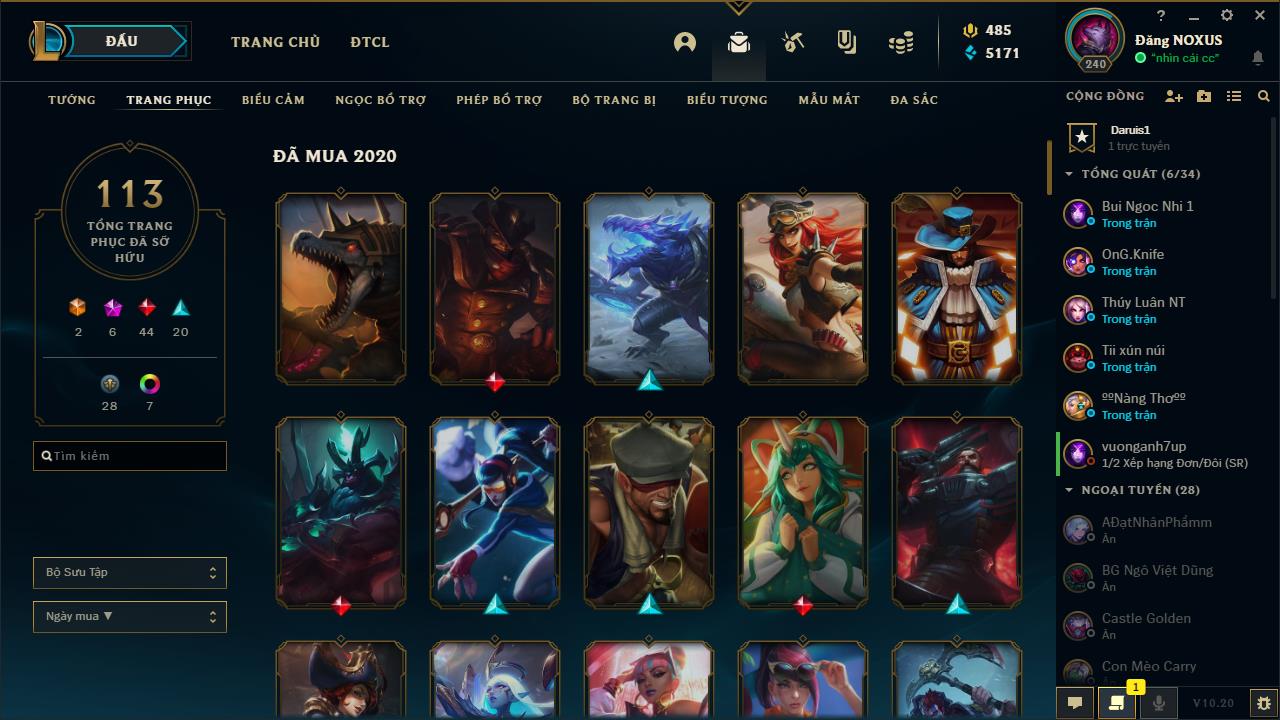 ĐẤU
TRANG CHỦ
ĐTCL
485
5171
240
Đăng NOXUS
“nhìn cái cc”
TƯỚNG
TRANG PHỤC
BIỂU CẢM
NGỌC BỔ TRỢ
PHÉP BỔ TRỢ
BỘ TRANG BỊ
BIỂU TƯỢNG
MẪU MẮT
ĐA SẮC
113
TỔNG TRANG
PHỤC ĐÃ SỞ
HỮU
2 6 44 20
28 7
Tìm kiếm
Bộ Sưu Tập
Ngày mua ▼
ĐÃ MUA 2020
CỘNG ĐỒNG
Daruis1
1 trực tuyến
TỔNG QUÁT (6/34)
Bui Ngoc Nhi 1
Trong trận
OnG.Knife
Trong trận
Thúy Luân NT
Trong trận
Tii xún núi
Trong trận
ººNàng Thơºº
Trong trận
vuonganh7up
1/2 Xếp hạng Đơn/Đôi (SR)
NGOẠI TUYẾN (28)
AĐạtNhânPhẩmm
Ẩn
BG Ngô Việt Dũng
Ẩn
Castle Golden
Ẩn
Con Mèo Carry
Ẩn
1
V10.20